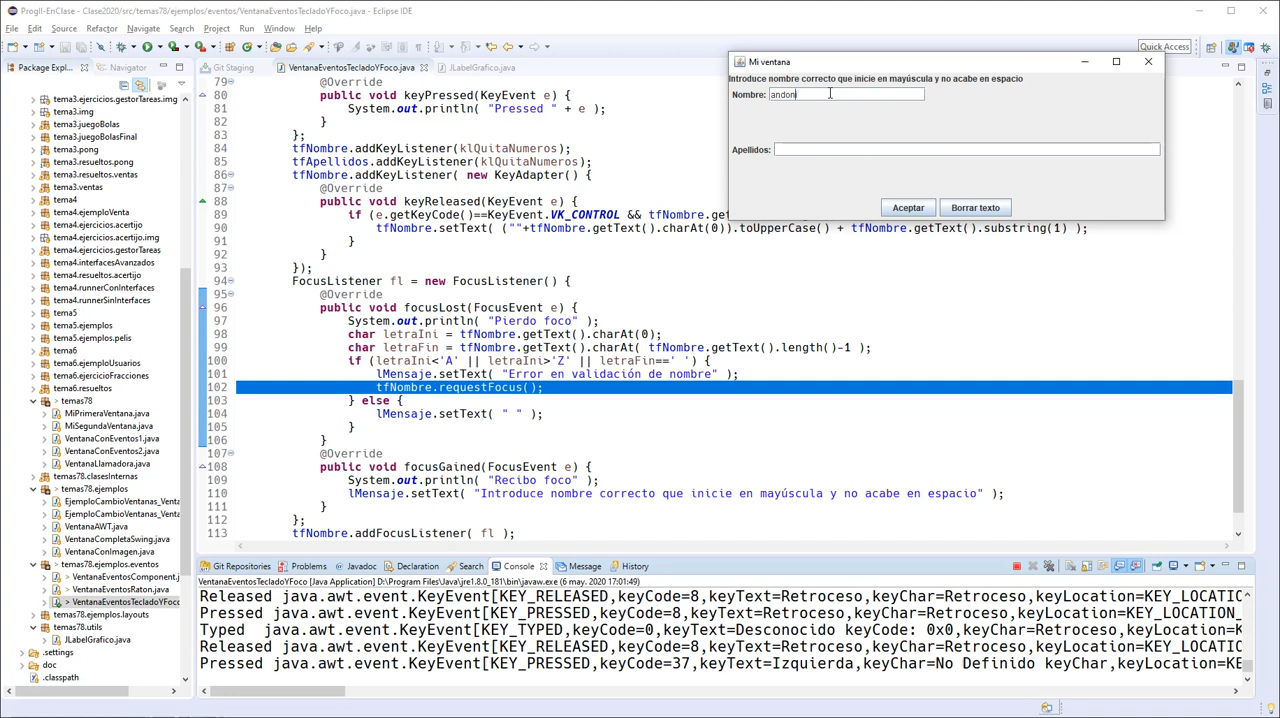 ProgII-EnClase - Clase2020/src/temas78/ejemplos/eventos/VentanaEventosTecladoYFoco.java - Eclipse IDE
File Edit Source Refactor Navigate Search Project Run Window Help
Quick Access
Package Expl... Navigator
Git Staging VentanaEventosTecladoYFoco.java JLabelGrafico.java
tema3.ejercicios.gestorTareas.img
tema3.img
tema3.juegoBolas
tema3.juegoBolasFinal
tema3.pong
tema3.resueltos.pong
tema3.resueltos.ventas
tema3.ventas
tema4
tema4.ejemploVenta
tema4.ejercicios.acertijo
tema4.ejercicios.acertijo.img
tema4.ejercicios.gestorTareas
tema4.interfacesAvanzados
tema4.resueltos.acertijo
tema4.runnerConInterfaces
tema4.runnerSinInterfaces
tema5
tema5.ejemplos
tema5.ejemplos.pelis
tema6
tema6.ejemploUsuarios
tema6.ejercicioFracciones
tema6.resueltos
temas78
MiPrimeraVentana.java
MiSegundaVentana.java
VentanaConEventos1.java
VentanaConEventos2.java
VentanaLlamadora.java
temas78.clasesInternas
temas78.ejemplos
EjemploCambioVentanas_Venta
EjemploCambioVentanas_Venta
VentanaAWT.java
VentanaCompletaSwing.java
VentanaConImagen.java
temas78.ejemplos.eventos
> VentanaEventosComponent.j
> VentanaEventosRaton.java
> VentanaEventosTecladoYFoco
temas78.ejemplos.layouts
temas78.utils
JLabelGrafico.java
.settings
doc
.classpath
79 @Override
80 public void keyPressed(KeyEvent e) {
81 System.out.println( "Pressed " + e );
82 }
83 };
84 tfNombre.addKeyListener(klQuitaNumeros);
85 tfApellidos.addKeyListener(klQuitaNumeros);
86 tfNombre.addKeyListener( new KeyAdapter() {
87 @Override
88 public void keyReleased(KeyEvent e) {
89 if (e.getKeyCode()==KeyEvent.VK_CONTROL && tfNombre.get
90 tfNombre.setText( (""+tfNombre.getText().charAt(0)).toUpperCase() + tfNombre.getText().substring(1) );
91 }
92 }
93 });
94 FocusListener fl = new FocusListener() {
95 @Override
96 public void focusLost(FocusEvent e) {
97 System.out.println( "Pierdo foco" );
98 char letraIni = tfNombre.getText().charAt(0);
99 char letraFin = tfNombre.getText().charAt( tfNombre.getText().length()-1 );
100 if (letraIni<'A' || letraIni>'Z' || letraFin==' ') {
101 lMensaje.setText( "Error en validación de nombre" );
102 tfNombre.requestFocus();
103 } else {
104 lMensaje.setText( " " );
105 }
106 }
107 @Override
108 public void focusGained(FocusEvent e) {
109 System.out.println( "Recibo foco" );
110 lMensaje.setText( "Introduce nombre correcto que inicie en mayúscula y no acabe en espacio" );
111 }
112 };
113 tfNombre.addFocusListener( fl );
Mi ventana
Introduce nombre correcto que inicie en mayúscula y no acabe en espacio
Nombre: andoni
Apellidos:
Aceptar Borrar texto
Git Repositories Problems Javadoc Declaration Search Console Message History
VentanaEventosTecladoYFoco [Java Application] D:\Program Files\Java\jre1.8.0_181\bin\javaw.exe (6 may. 2020 17:01:49)
Released java.awt.event.KeyEvent[KEY_RELEASED,keyCode=8,keyText=Retroceso,keyChar=Retroceso,keyLocation=KEY_LOCATIO
Pressed java.awt.event.KeyEvent[KEY_PRESSED,keyCode=8,keyText=Retroceso,keyChar=Retroceso,keyLocation=KEY_LOCATION_
Typed java.awt.event.KeyEvent[KEY_TYPED,keyCode=0,keyText=Desconocido keyCode: 0x0,keyChar=Retroceso,keyLocation=K
Released java.awt.event.KeyEvent[KEY_RELEASED,keyCode=8,keyText=Retroceso,keyChar=Retroceso,keyLocation=KEY_LOCATIO
Pressed java.awt.event.KeyEvent[KEY_PRESSED,keyCode=37,keyText=Izquierda,keyChar=No Definido keyChar,keyLocation=KE